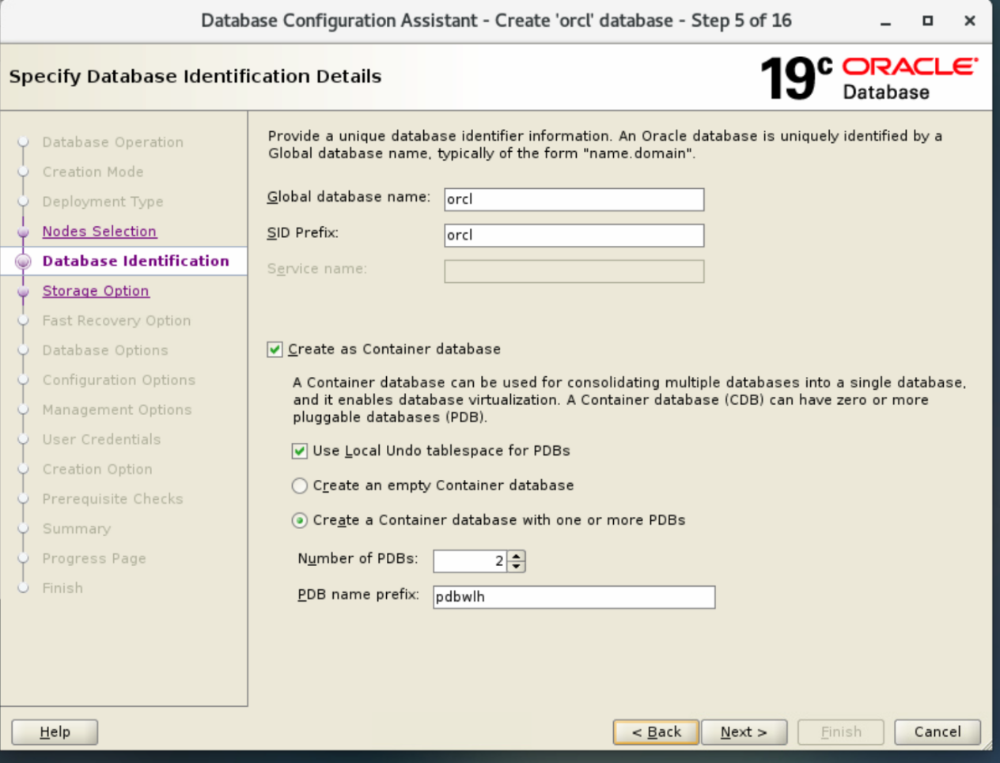 Database Configuration Assistant - Create 'orcl' database - Step 5 of 16
Specify Database Identification Details
19c ORACLE
Database
Database Operation
Creation Mode
Deployment Type
Nodes Selection
Database Identification
Storage Option
Fast Recovery Option
Database Options
Configuration Options
Management Options
User Credentials
Creation Option
Prerequisite Checks
Summary
Progress Page
Finish
Provide a unique database identifier information. An Oracle database is uniquely identified by a
Global database name, typically of the form "name.domain".
Global database name: orcl
SID Prefix: orcl
Service name:
Create as Container database
A Container database can be used for consolidating multiple databases into a single database,
and it enables database virtualization. A Container database (CDB) can have zero or more
pluggable databases (PDB).
Use Local Undo tablespace for PDBs
Create an empty Container database
Create a Container database with one or more PDBs
Number of PDBs: 2
PDB name prefix: pdbwlh
Help < Back Next > Finish Cancel